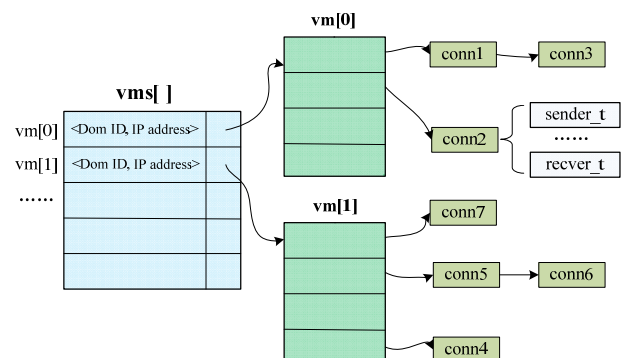 vm[0]
conn1
conn3
vms[ ]
vm[0]
<Dom ID, IP address>
sender_t
conn2
......
recver_t
vm[1]
<Dom ID, IP address>
......
vm[1]
conn7
conn5
conn6
conn4